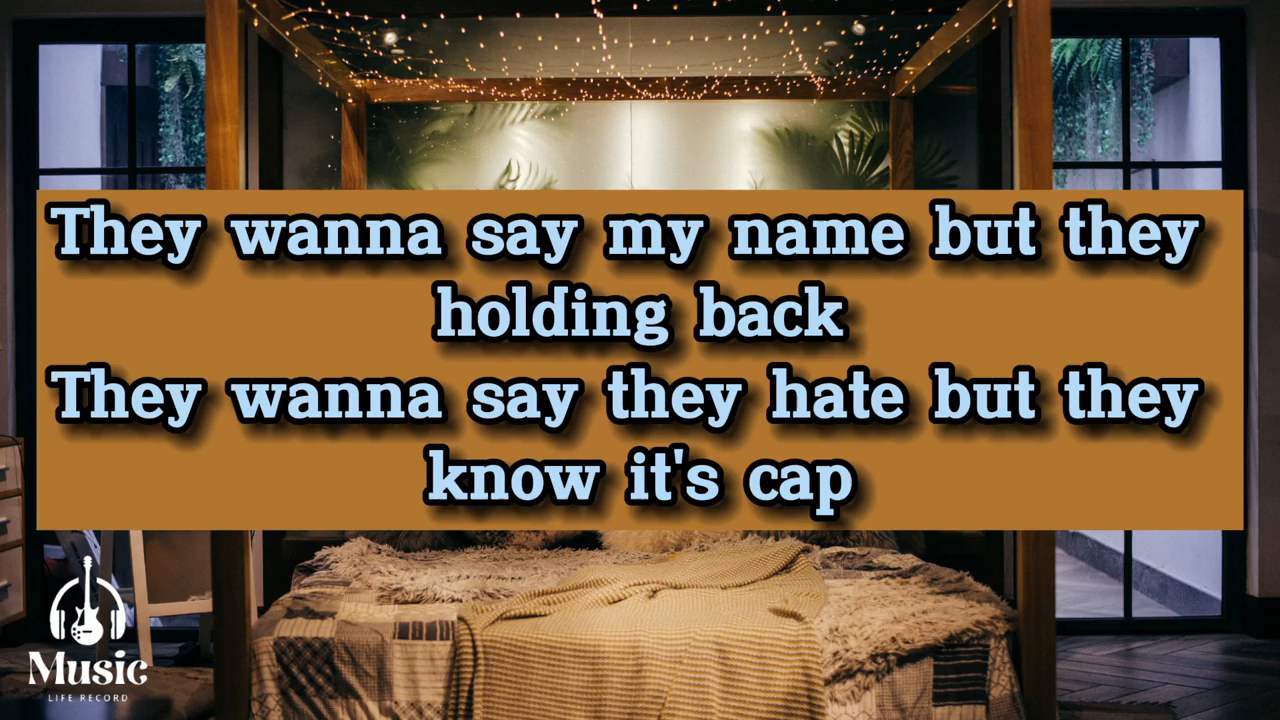 They wanna say my name but they
holding back
They wanna say they hate but they
know it's cap
Music
LIFE RECORD